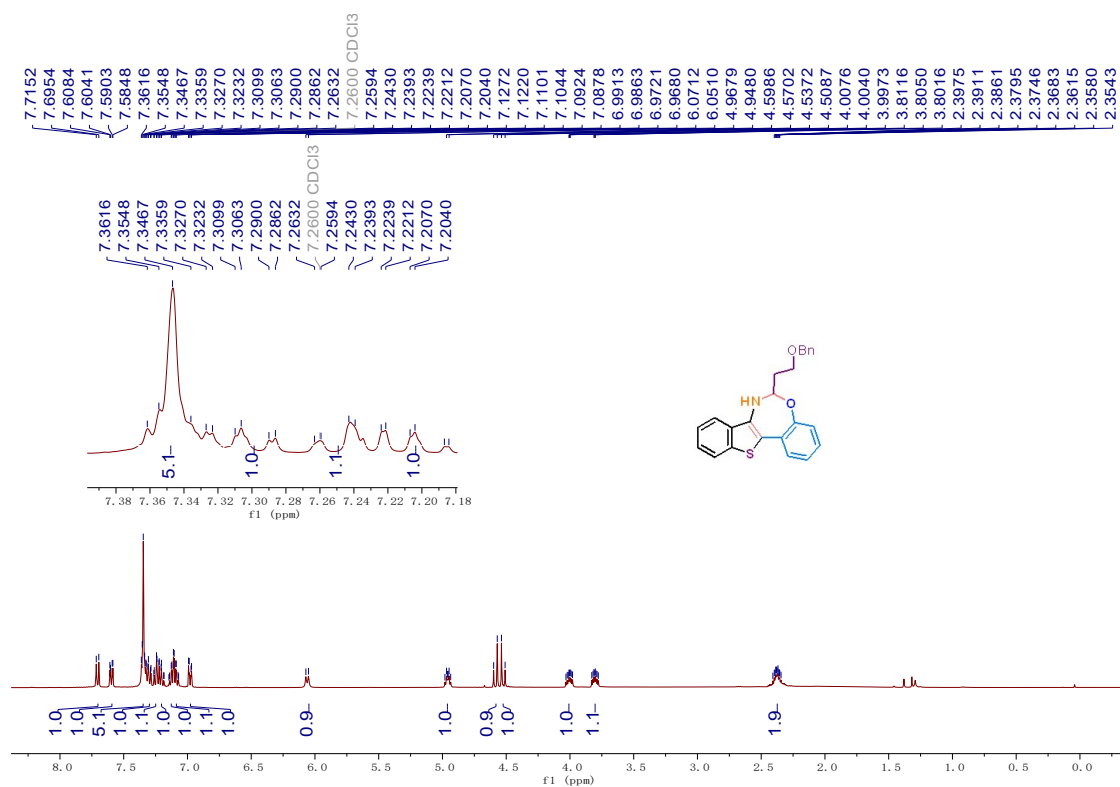 7.7152 7.6954 7.6084 7.6041 7.5903 7.5848 7.3616 7.3548 7.3467 7.3359 7.3270 7.3232 7.3099 7.3063 7.2900 7.2862 7.2632 7.2600 CDCl3 7.2594 7.2430 7.2393 7.2239 7.2212 7.2070 7.2040 7.1272 7.1220 7.1101 7.1044 7.0924 7.0878 6.9913 6.9863 6.9721 6.9680 6.0712 6.0510 4.9679 4.9480 4.5986 4.5702 4.5372 4.5087 4.0076 4.0040 3.9973 3.8116 3.8050 3.8016 2.3975 2.3911 2.3861 2.3795 2.3746 2.3683 2.3615 2.3580 2.3543
7.3616 7.3548 7.3467 7.3359 7.3270 7.3232 7.3099 7.3063 7.2900 7.2862 7.2632 7.2600 CDCl3 7.2594 7.2430 7.2393 7.2239 7.2212 7.2070 7.2040
5.1 1.0 1.1 1.0
7.38 7.36 7.34 7.32 7.30 7.28 7.26 7.24 7.22 7.20 7.18
f1 (ppm)
OBn
HN
O
S
1.0 1.0 5.1 1.0 1.1 1.0 1.0 1.1 1.0 0.9 1.0 0.9 1.0 1.0 1.1 1.9
8.0 7.5 7.0 6.5 6.0 5.5 5.0 4.5 4.0 3.5 3.0 2.5 2.0 1.5 1.0 0.5 0.0
f1 (ppm)